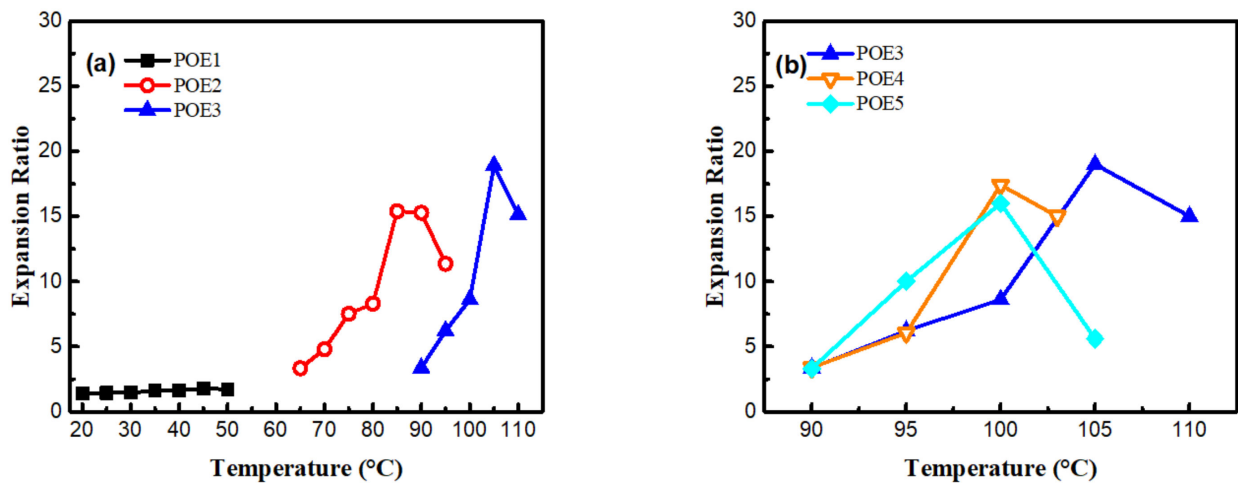 (a)
POE1
POE2
POE3
Expansion Ratio
30
25
20
15
10
5
0
20 30 40 50 60 70 80 90 100 110
Temperature (°C)
(b)
POE3
POE4
POE5
Expansion Ratio
30
25
20
15
10
5
0
90 95 100 105 110
Temperature (°C)